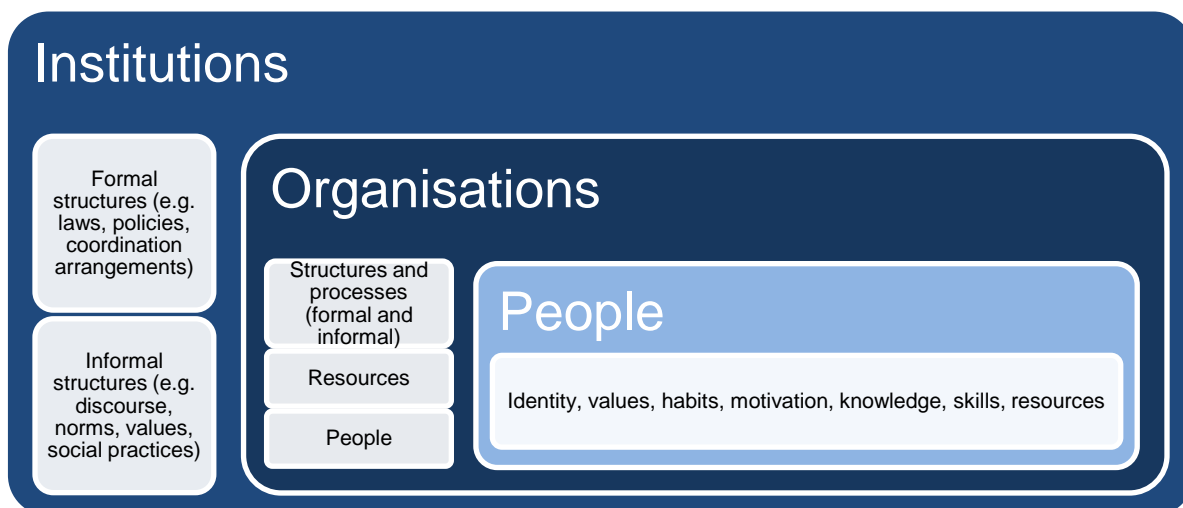 Institutions
Formal
structures (e.g.
laws, policies,
coordination
arrangements)
Informal
structures (e.g.
discourse,
norms, values,
social practices)
Organisations
Structures and
processes
(formal and
informal)
Resources
People
People
Identity, values, habits, motivation, knowledge, skills, resources